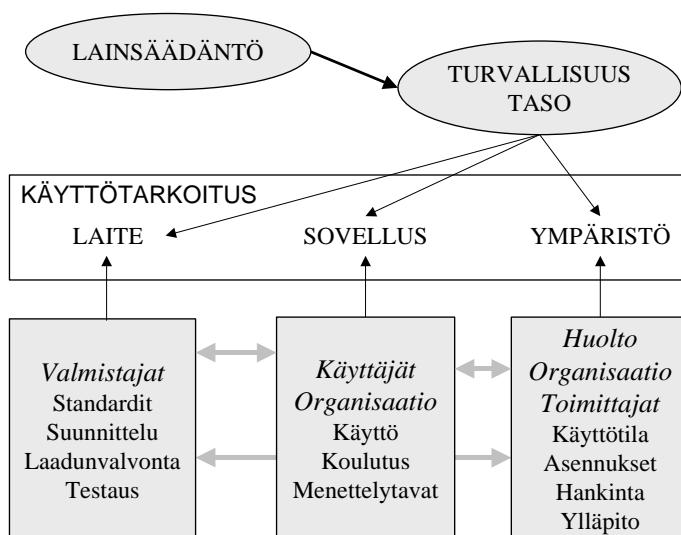 LAINSÄÄDÄNTÖ
TURVALLISUUS
TASO
KÄYTTÖTARKOITUS
LAITE
SOVELLUS
YMPÄRISTÖ
Valmistajat
Standardit
Suunnittelu
Laadunvalvonta
Testaus
Käyttäjät
Organisaatio
Käyttö
Koulutus
Menettelytavat
Huolto
Organisaatio
Toimittajat
Käyttötila
Asennukset
Hankinta
Ylläpito